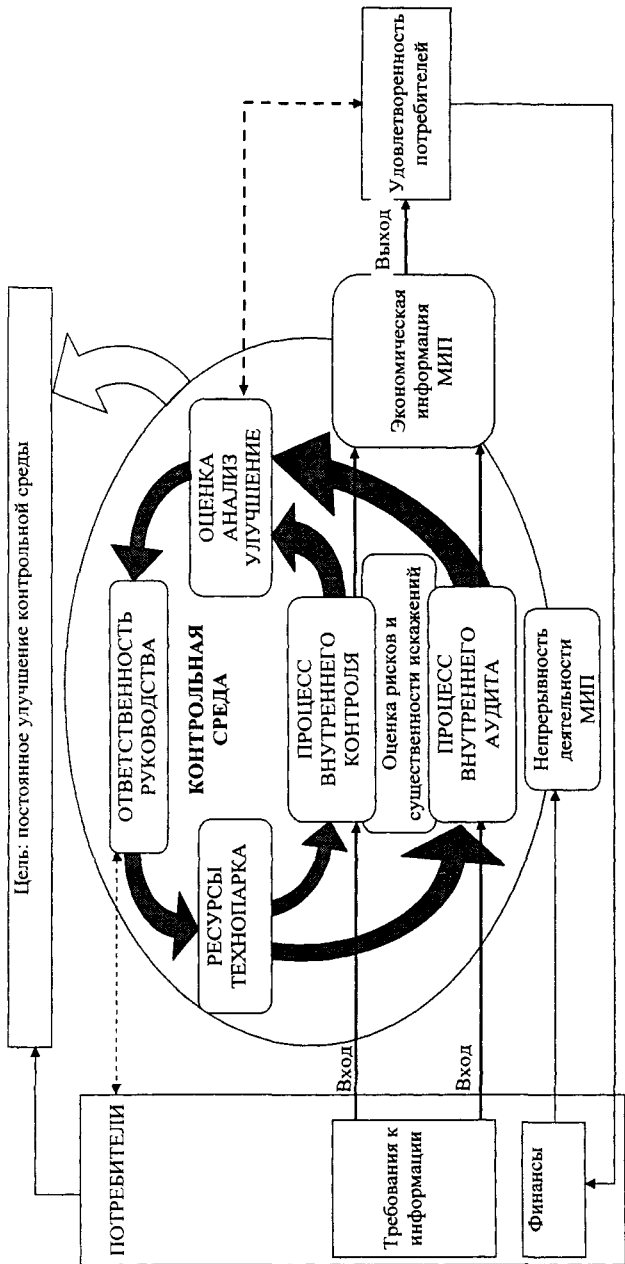 Цель: постоянное улучшение контрольной среды
ПОТРЕБИТЕЛИ
ОТВЕТСТВЕННОСТЬ
РУКОВОДСТВА
РЕСУРСЫ
ТЕХНОПАРКА
КОНТРОЛЬНАЯ
СРЕДА
ОЦЕНКА
АНАЛИЗ
УЛУЧШЕНИЕ
Требования к
информации
Вход
Вход
ПРОЦЕСС
ВНУТРЕННЕГО
КОНТРОЛЯ
Оценка рисков и
существенности искажений
ПРОЦЕСС
ВНУТРЕННЕГО
АУДИТА
Экономическая
информация
МИП
Выход
Удовлетворенность
потребителей
Финансы
Непрерывность
деятельности
МИП